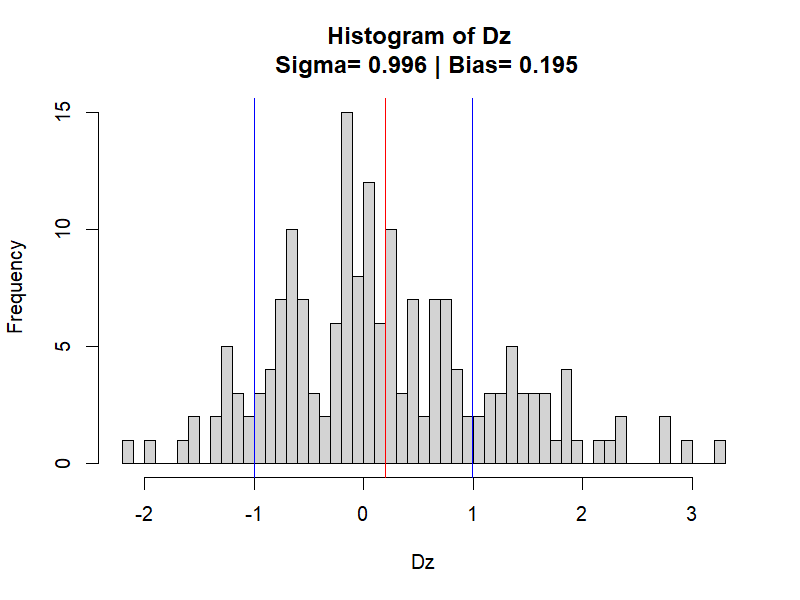 Histogram of Dz
Sigma= 0.996 | Bias= 0.195
15
10
5
0
Frequency
-2 -1 0 1 2 3
Dz